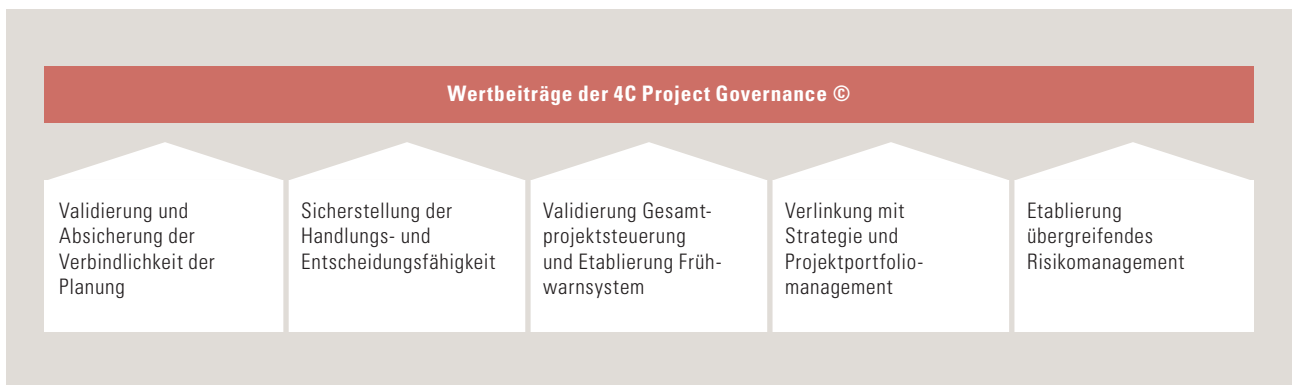 Wertbeiträge der 4C Project Governance ©
Validierung und
Absicherung der
Verbindlichkeit der
Planung
Sicherstellung der
Handlungs- und
Entscheidungsfähigkeit
Validierung Gesamt-
projektsteuerung
und Etablierung Früh-
warnsystem
Verlinkung mit
Strategie und
Projektportfolio-
management
Etablierung
übergreifendes
Risikomanagement